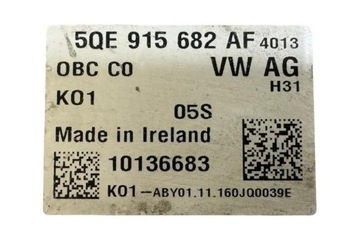 5QE 915 682 AF 4013
OBC C0 VW AG
H31
K01
05S
Made in Ireland
10136683
K01-ABY01.11.160JQ0039E